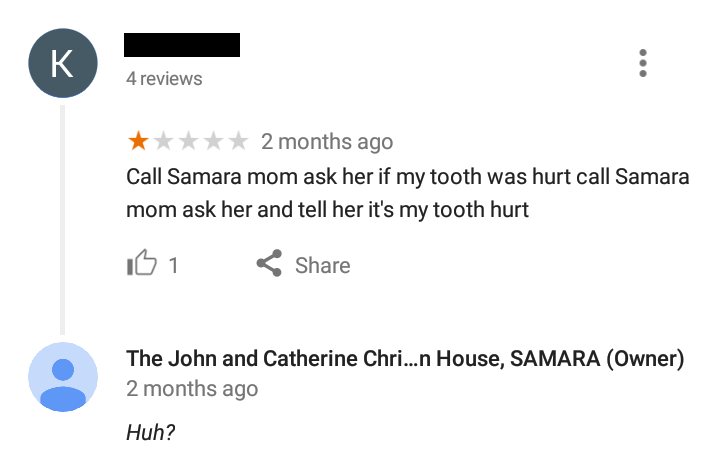 K
4 reviews
2 months ago
Call Samara mom ask her if my tooth was hurt call Samara
mom ask her and tell her it's my tooth hurt
1
Share
The John and Catherine Chri...n House, SAMARA (Owner)
2 months ago
Huh?